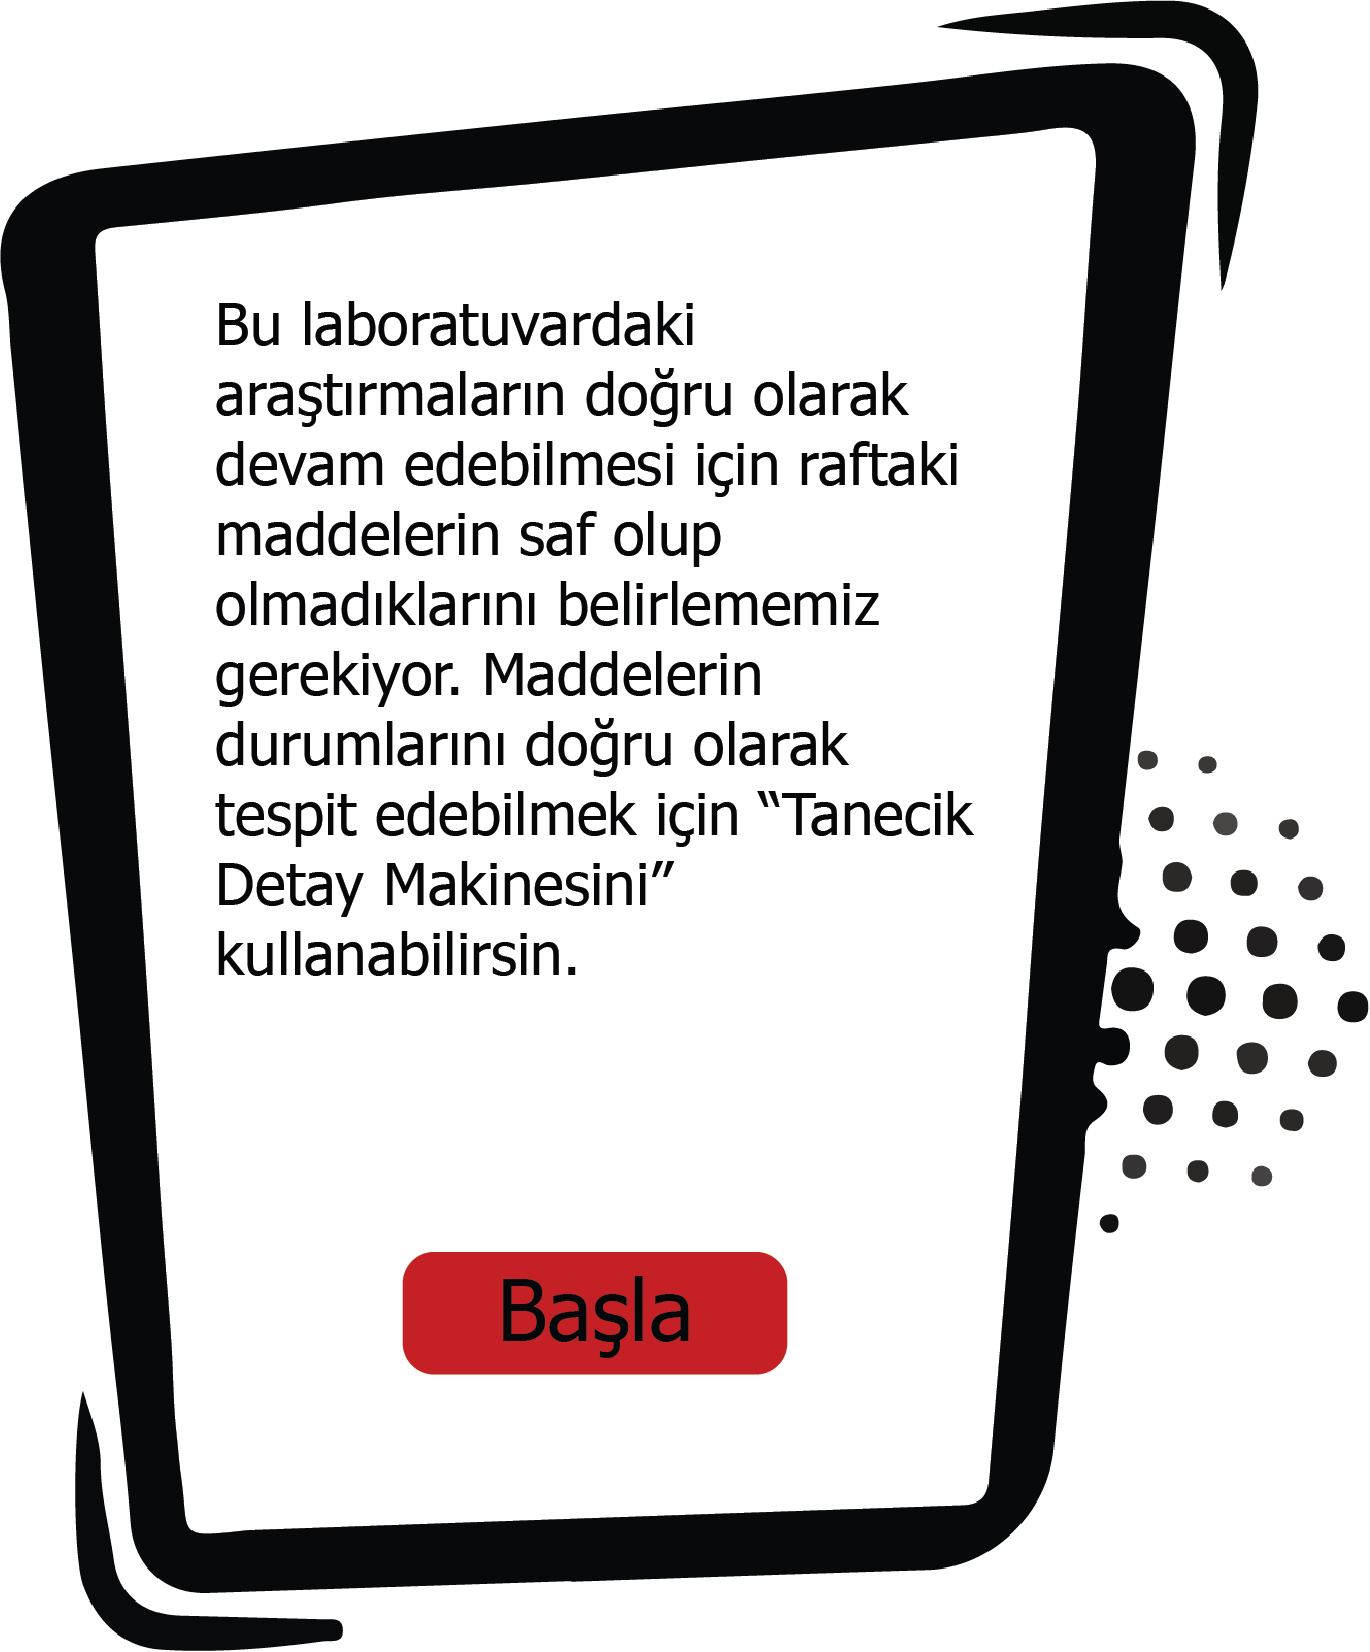 Bu laboratuvardaki
araştırmaların doğru olarak
devam edebilmesi için raftaki
maddelerin saf olup
olmadıklarını belirlememiz
gerekiyor. Maddelerin
durumlarını doğru olarak
tespit edebilmek için “Tanecik
Detay Makinesini”
kullanabilirsin.
Başla